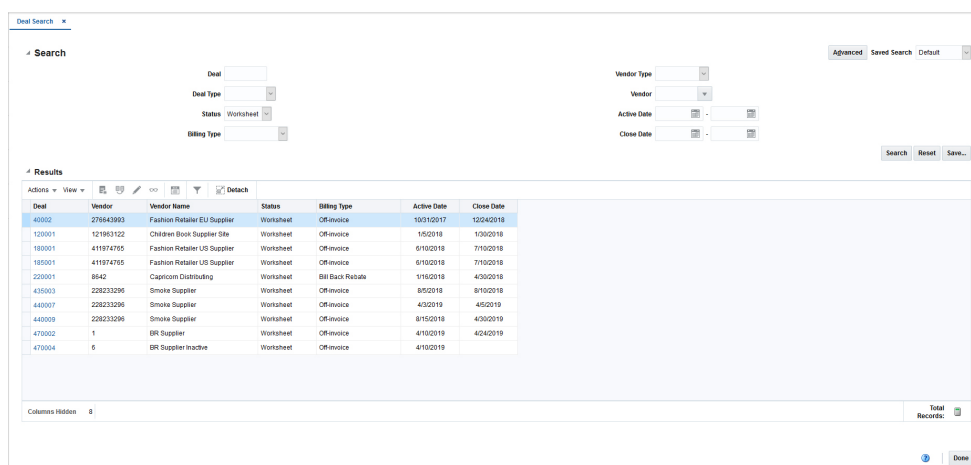 Deal Search ×
Search
Advanced Saved Search Default
Deal
Vendor Type
Deal Type
Vendor
Status Worksheet
Active Date -
Billing Type
Close Date -
Search Reset Save...
Results
Actions View Detach
Deal Vendor Vendor Name Status Billing Type Active Date Close Date
40002 276643993 Fashion Retailer EU Supplier Worksheet Off-invoice 10/31/2017 12/24/2018
120001 121963122 Children Book Supplier Site Worksheet Off-invoice 1/5/2018 1/30/2018
180001 411974765 Fashion Retailer US Supplier Worksheet Off-invoice 6/10/2018 7/10/2018
185001 411974765 Fashion Retailer US Supplier Worksheet Off-invoice 6/10/2018 7/10/2018
220001 8642 Capricorn Distributing Worksheet Bill Back Rebate 1/16/2018 4/30/2018
435003 228233296 Smoke Supplier Worksheet Off-invoice 8/5/2018 8/10/2018
440007 228233296 Smoke Supplier Worksheet Off-invoice 4/3/2019 4/5/2019
440009 228233296 Smoke Supplier Worksheet Off-invoice 8/15/2018 4/30/2019
470002 1 BR Supplier Worksheet Off-invoice 4/10/2019 4/24/2019
470004 6 BR Supplier Inactive Worksheet Off-invoice 4/10/2019
Columns Hidden 8
Total Records:
? Done